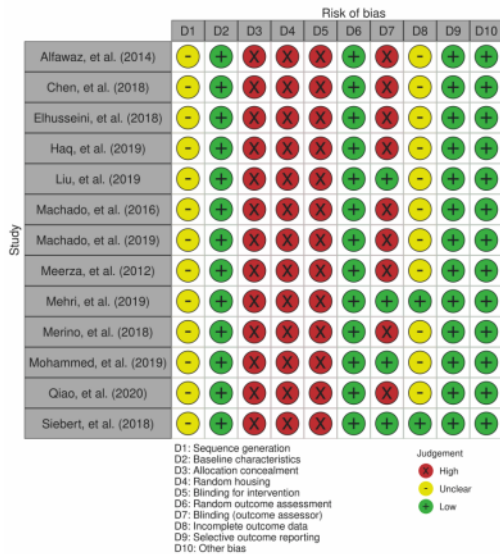 Risk of bias
D1 D2 D3 D4 D5 D6 D7 D8 D9 D10
Study
Alfawaz, et al. (2014) - + X X X + X - + +
Chen, et al. (2018) - + X X X + X - + +
Elhusseini, et al. (2018) - + X X X + X - + +
Haq, et al. (2019) - + X X X + X - + +
Liu, et al. (2019 - + X X X + + - + +
Machado, et al. (2016) - + X X X + X - + +
Machado, et al. (2019) - + X X X + X - + +
Meerza, et al. (2012) - + X X X + X - + +
Mehri, et al. (2019) - + X X X + + + + +
Merino, et al. (2018) - + X X X + X - + +
Mohammed, et al. (2019) - + X X X + + - + +
Qiao, et al. (2020) - + X X X + X - + +
Siebert, et al. (2018) - + X X X + + + + +
D1: Sequence generation
D2: Baseline characteristics
D3: Allocation concealment
D4: Random housing
D5: Blinding for intervention
D6: Random outcome assessment
D7: Blinding (outcome assessor)
D8: Incomplete outcome data
D9: Selective outcome reporting
D10: Other bias
Judgement
X High
- Unclear
+ Low